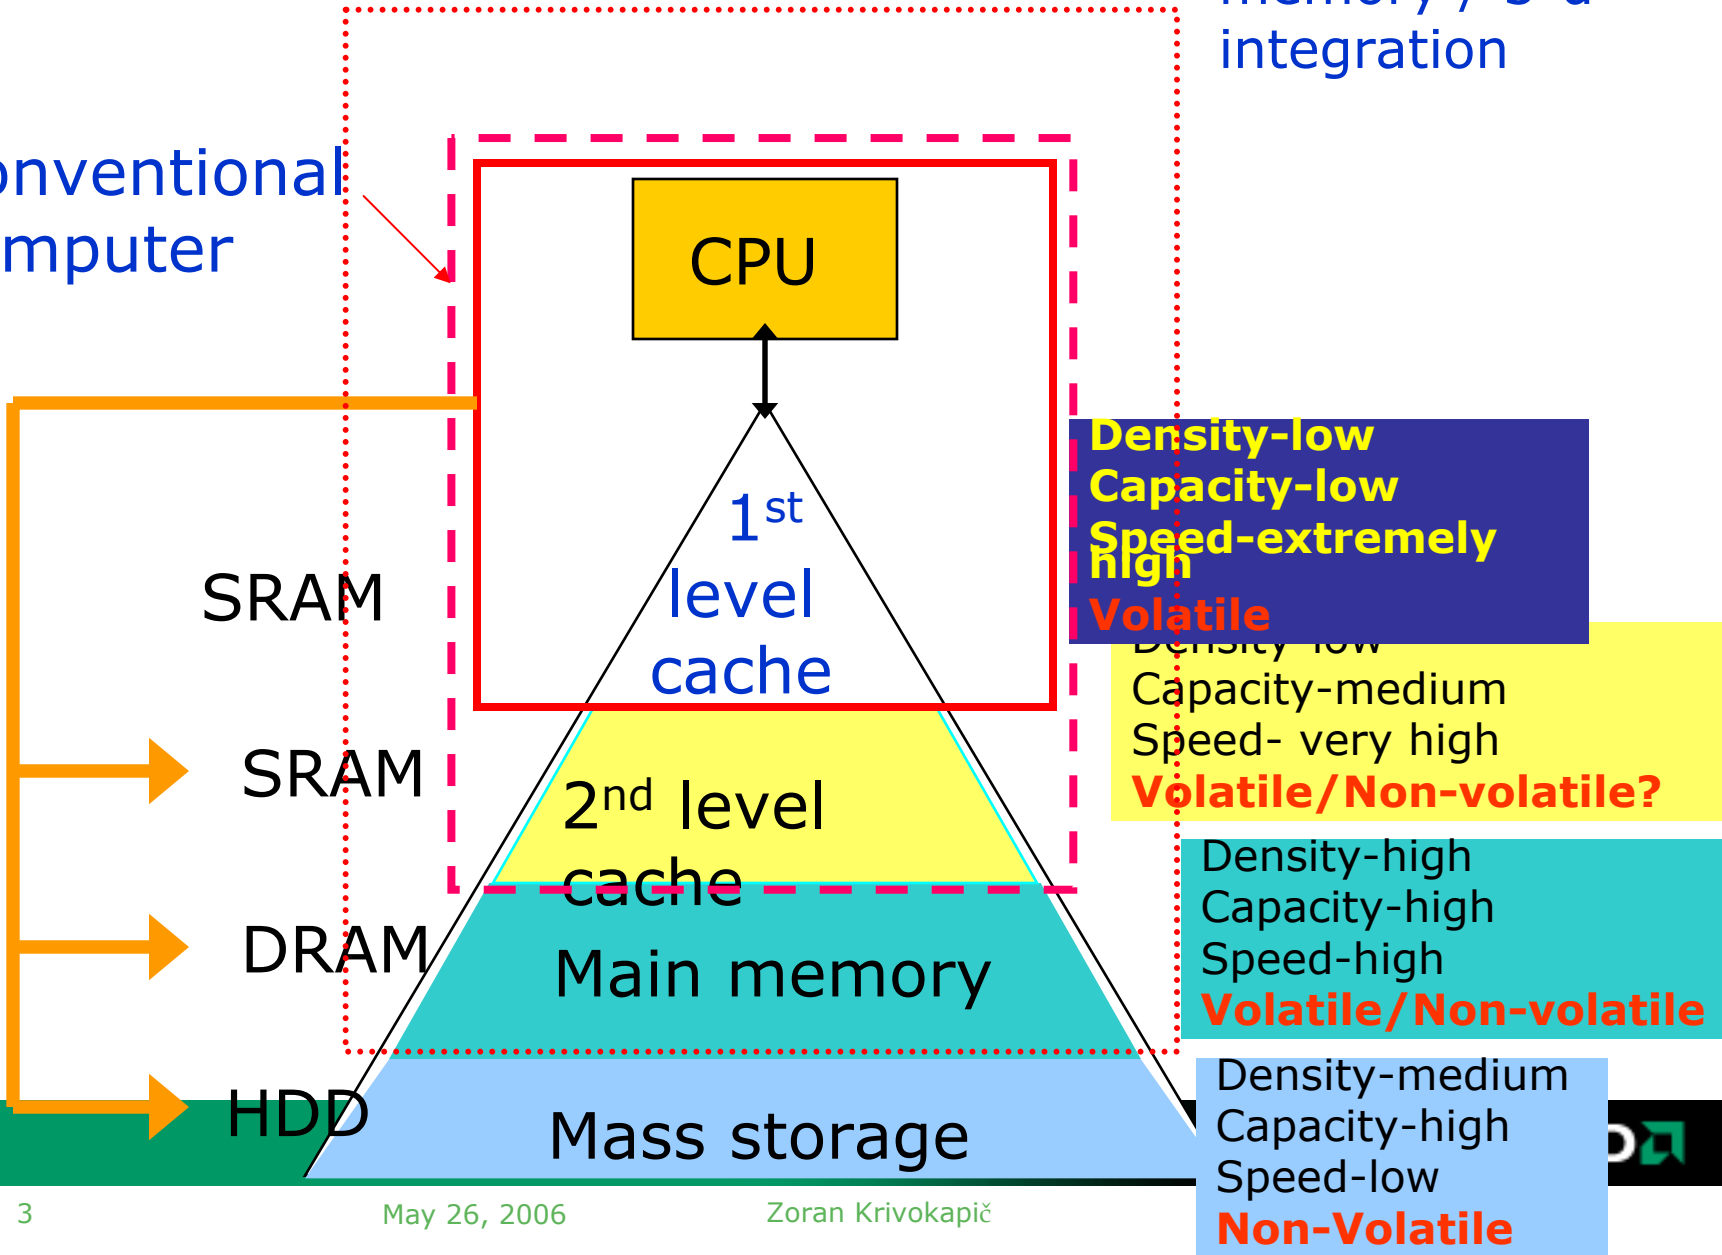 integration
CPU
1st
level
cache
Density-low
Capacity-low
Speed-extremely
high
Volatile
SRAM
Density-low
Capacity-medium
Speed- very high
Volatile/Non-volatile?
SRAM
2nd level
cache
Density-high
Capacity-high
Speed-high
Volatile/Non-volatile
DRAM
Main memory
HDD
Mass storage
Density-medium
Capacity-high
Speed-low
Non-Volatile
3
May 26, 2006
Zoran Krivokapič